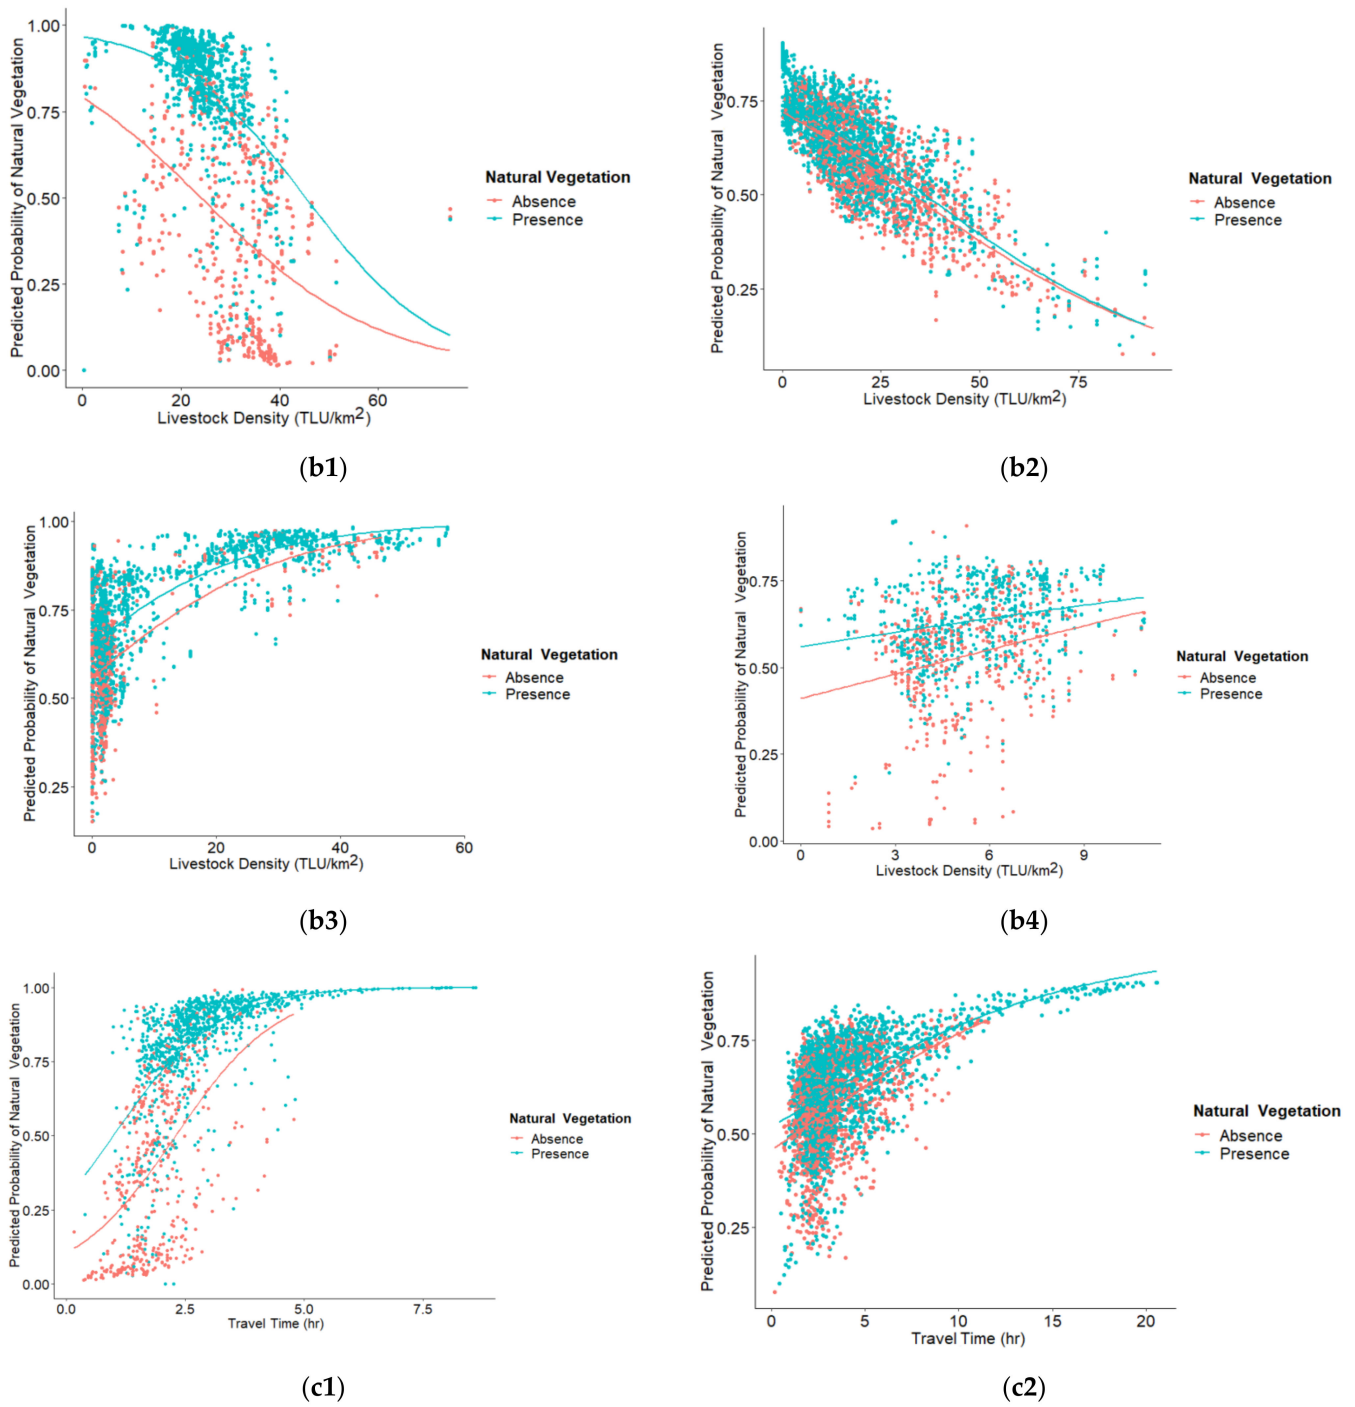 Predicted Probability of Natural Vegetation
1.00
0.75
0.50
0.25
0.00
0 20 40 60
Livestock Density (TLU/km2)
Natural Vegetation
Absence
Presence
(b1)
Predicted Probability of Natural Vegetation
0.75
0.50
0.25
0 25 50 75
Livestock Density (TLU/km2)
Natural Vegetation
Absence
Presence
(b2)
Predicted Probability of Natural Vegetation
1.00
0.75
0.50
0.25
0 20 40 60
Livestock Density (TLU/km2)
Natural Vegetation
Absence
Presence
(b3)
Predicted Probability of Natural Vegetation
0.75
0.50
0.25
0.00
0 3 6 9
Livestock Density (TLU/km2)
Natural Vegetation
Absence
Presence
(b4)
Predicted Probability of Natural Vegetation
1.00
0.75
0.50
0.25
0.00
0.0 2.5 5.0 7.5
Travel Time (hr)
Natural Vegetation
Absence
Presence
(c1)
Predicted Probability of Natural Vegetation
0.75
0.50
0.25
0 5 10 15 20
Travel Time (hr)
Natural Vegetation
Absence
Presence
(c2)